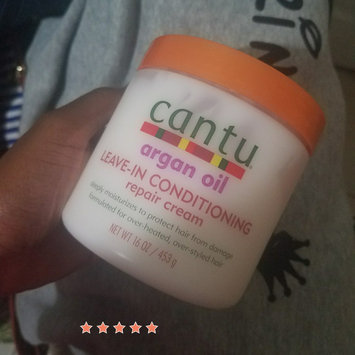 cantu
argan oil
LEAVE-IN CONDITIONING
repair cream
deeply moisturizes to protect hair from damage
formulated for over-heated, over-styled hair
NET WT 16 OZ / 453 g